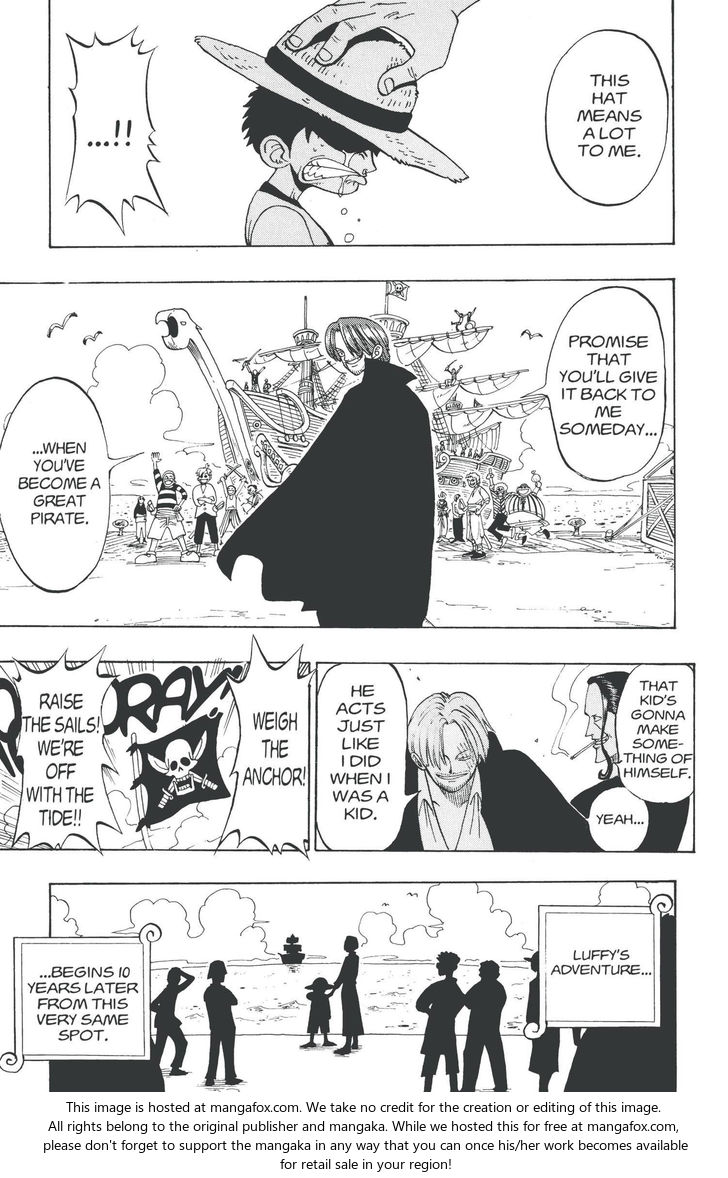 THIS
HAT
MEANS
A LOT
TO ME.
...!!
PROMISE
THAT
YOU'LL GIVE
IT BACK TO
ME
SOMEDAY...
...WHEN
YOU'VE
BECOME A
GREAT
PIRATE.
THAT
KID'S
GONNA
MAKE
SOME-
THING OF
HIMSELF.
YEAH...
HE
ACTS
JUST
LIKE
I DID
WHEN I
WAS A
KID.
WEIGH
THE
ANCHOR!
RAISE
THE SAILS!
WE'RE
OFF
WITH THE
TIDE!!
LUFFY'S
ADVENTURE...
...BEGINS 10
YEARS LATER
FROM THIS
VERY SAME
SPOT.
This image is hosted at mangafox.com. We take no credit for the creation or editing of this image.
All rights belong to the original publisher and mangaka. While we hosted this for free at mangafox.com,
please don't forget to support the mangaka in any way that you can once his/her work becomes available
for retail sale in your region!